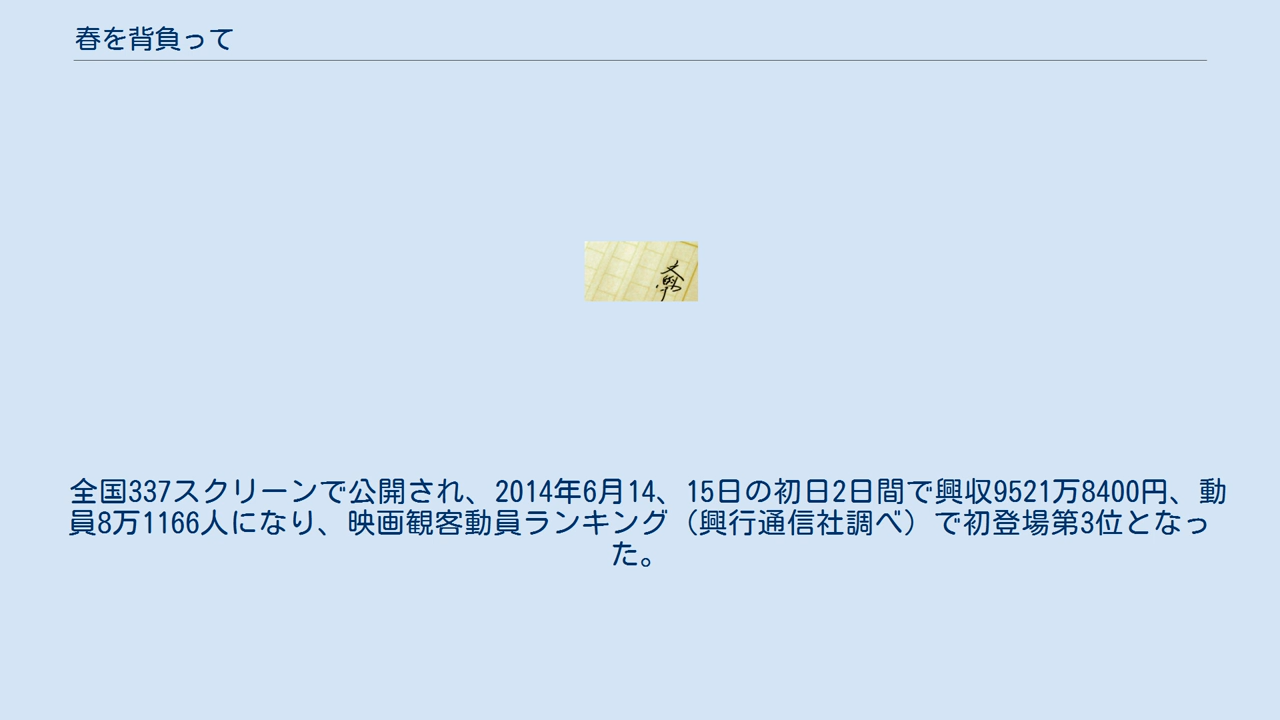 春を背負って
全国337スクリーンで公開され、2014年6月14、15日の初日2日間で興収9521万8400円、動
員8万1166人になり、映画観客動員ランキング（興行通信社調べ）で初登場第3位となっ
た。